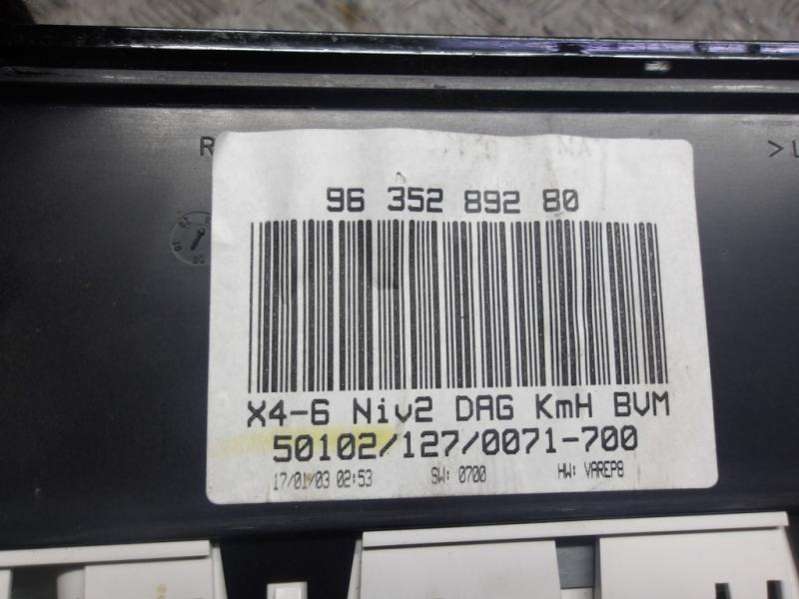 96 352 892 80
X4-6 Niv2 DAG KmH BVM
50102/127/0071-700
17/01/03 02:53 SW: 0700 HW: VAREP8